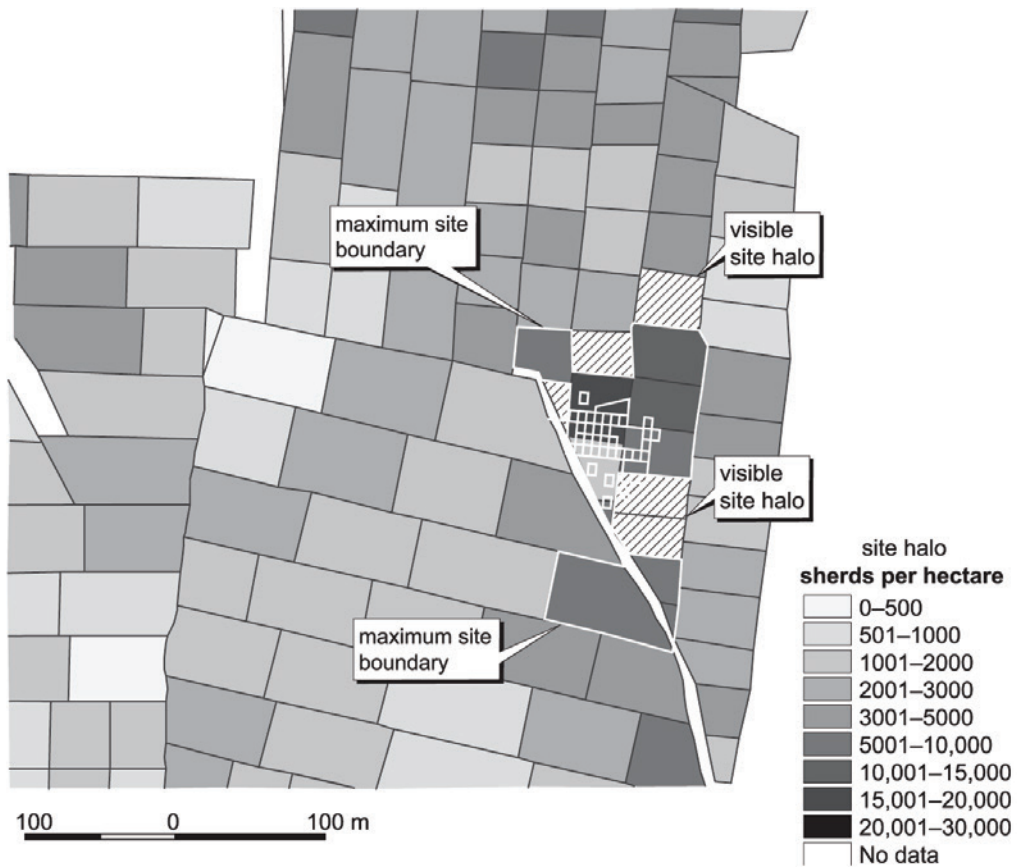 maximum site
boundary
visible
site halo
visible
site halo
maximum site
boundary
site halo
sherds per hectare
0–500
501–1000
1001–2000
2001–3000
3001–5000
5001–10,000
10,001–15,000
15,001–20,000
20,001–30,000
No data
100 0 100 m